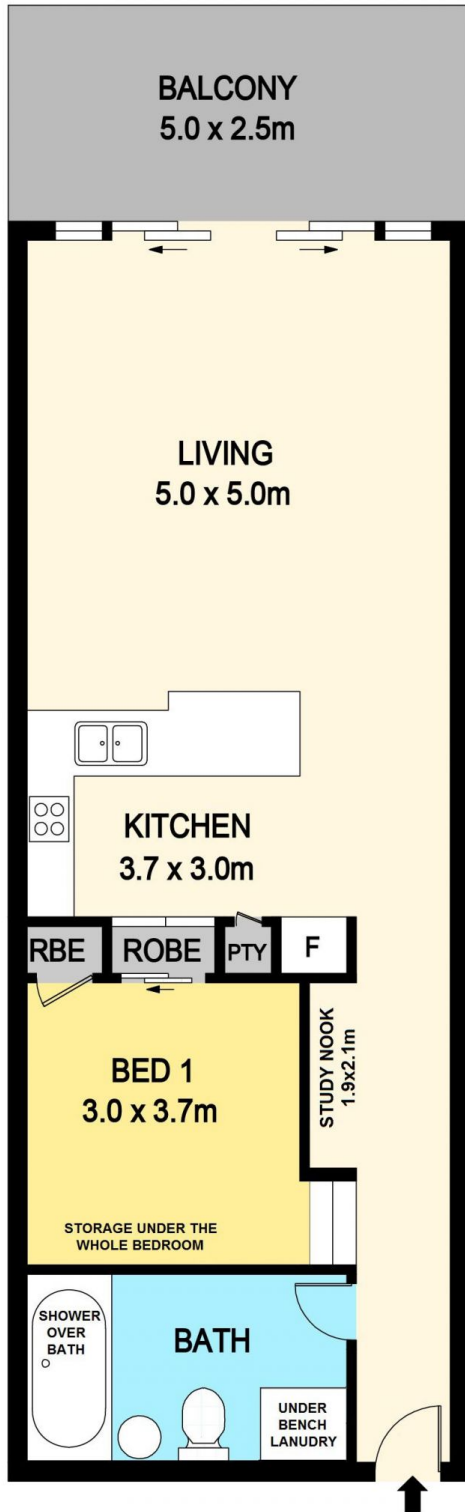 BALCONY
5.0 x 2.5m
LIVING
5.0 x 5.0m
KITCHEN
3.7 x 3.0m
RBE
ROBE
PTY
F
BED 1
3.0 x 3.7m
STUDY NOOK
1.9x2.1m
STORAGE UNDER THE
WHOLE BEDROOM
SHOWER
OVER
BATH
BATH
UNDER
BENCH
LANUDRY